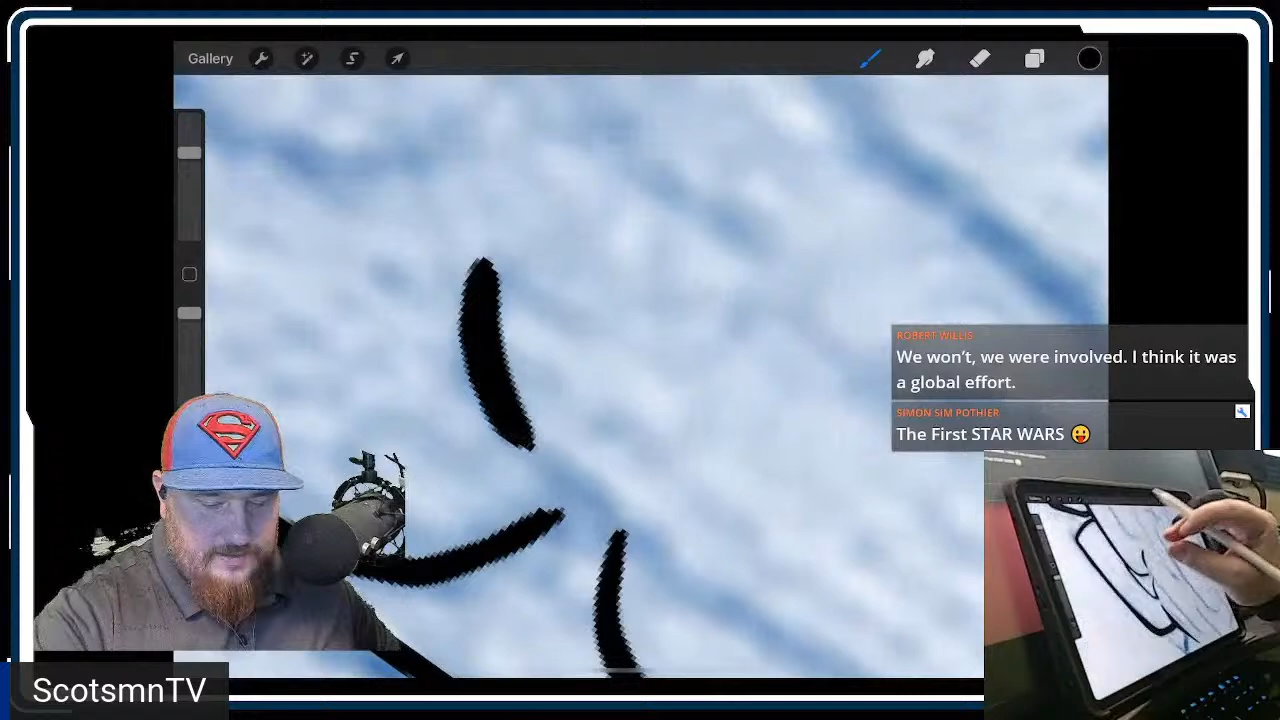 Gallery
ROBERT WILLIS
We won't, we were involved. I think it was
a global effort.
SIMON SIM POTHIER
The First STAR WARS 😛
ScotsmnTV